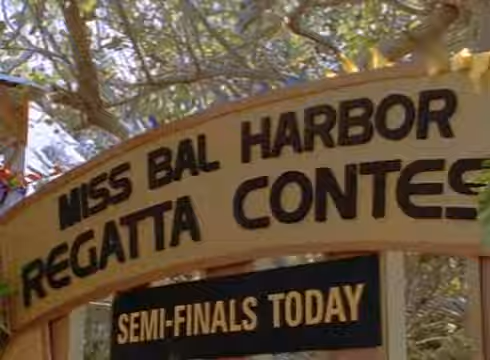 MISS BAL HARBOR
REGATTA CONTES
SEMI-FINALS TODAY